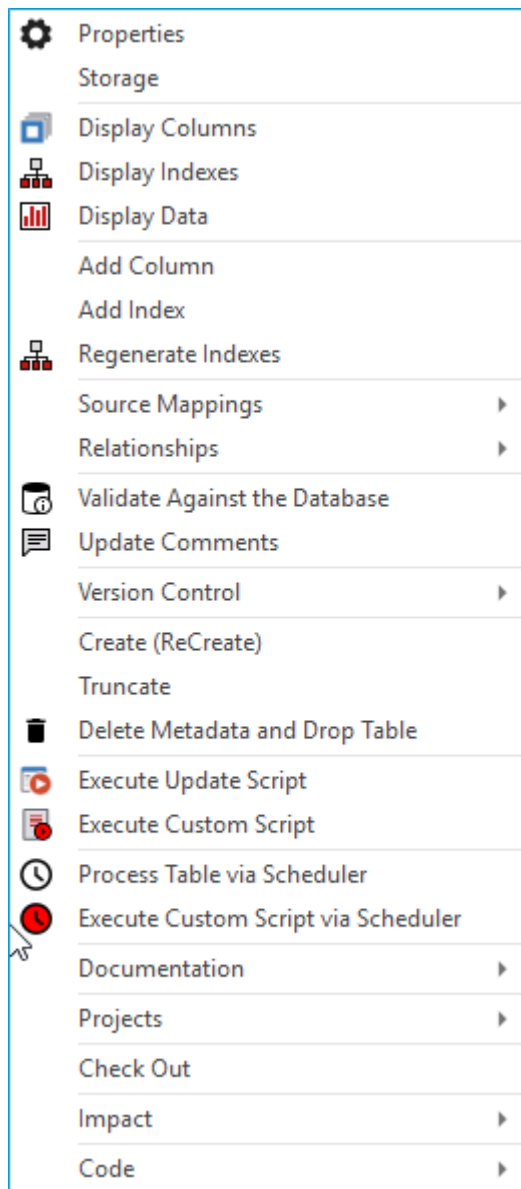 Properties
Storage
Display Columns
Display Indexes
Display Data
Add Column
Add Index
Regenerate Indexes
Source Mappings
Relationships
Validate Against the Database
Update Comments
Version Control
Create (ReCreate)
Truncate
Delete Metadata and Drop Table
Execute Update Script
Execute Custom Script
Process Table via Scheduler
Execute Custom Script via Scheduler
Documentation
Projects
Check Out
Impact
Code